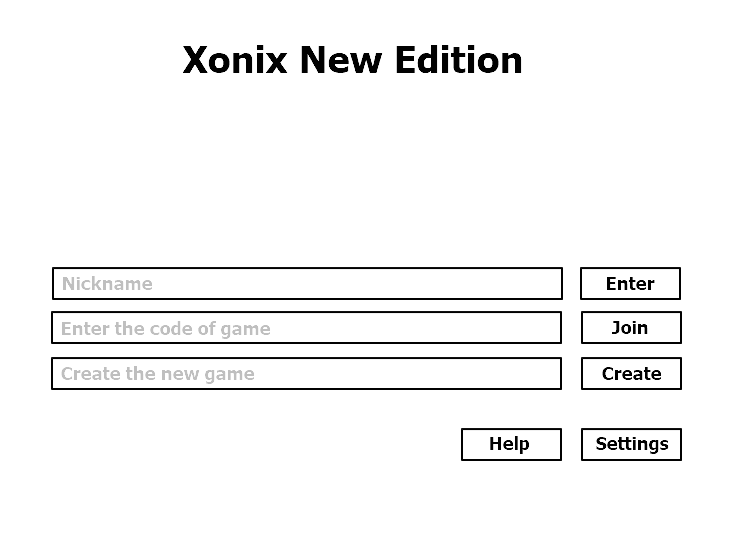 Xonix New Edition
Nickname
Enter
Enter the code of game
Join
Create the new game
Create
Help
Settings